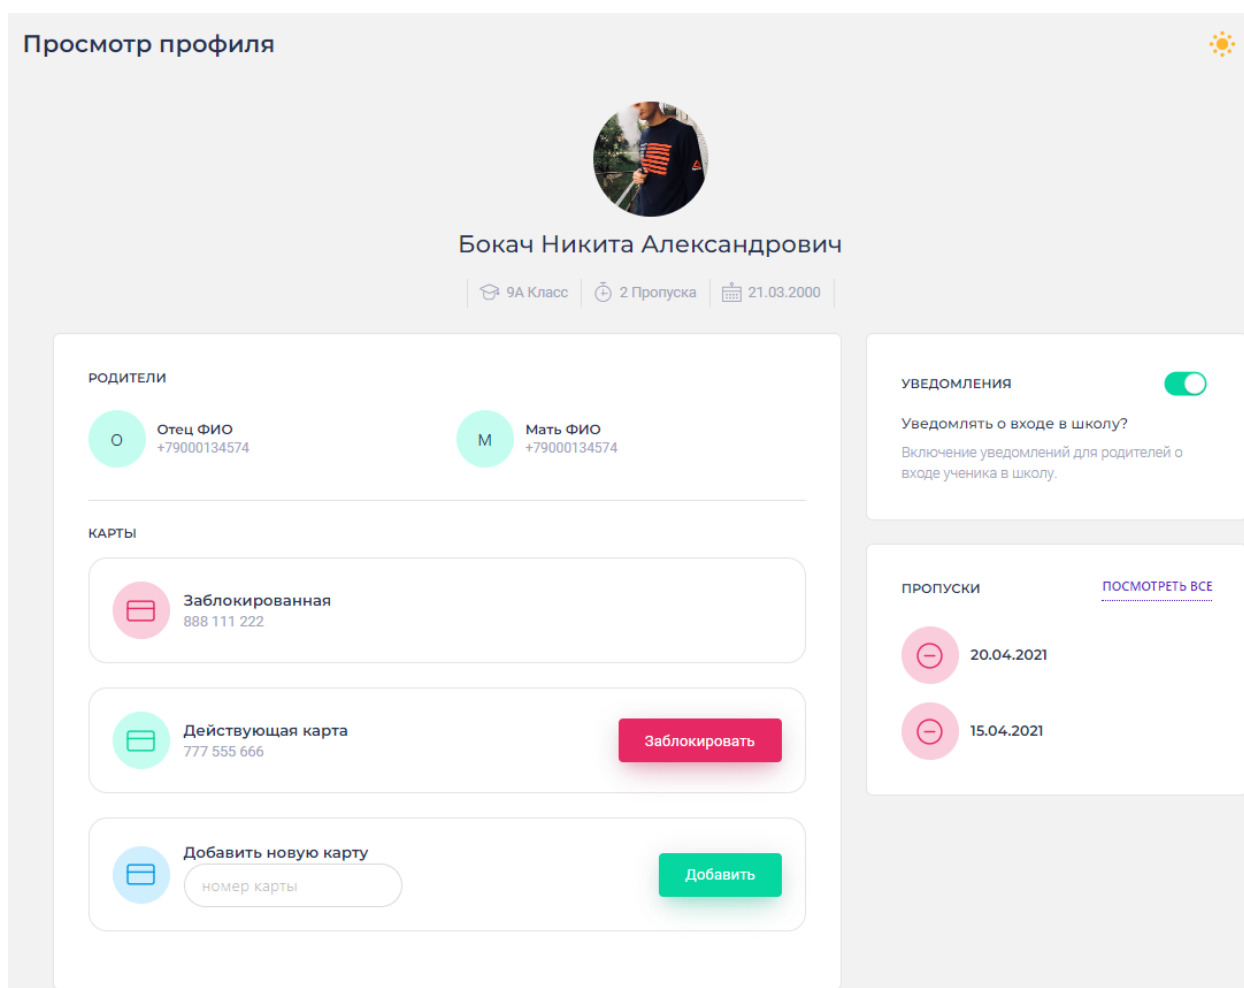 Просмотр профиля
Бокач Никита Александрович
9А Класс
2 Пропуска
21.03.2000
РОДИТЕЛИ
О
Отец ФИО
+79000134574
М
Мать ФИО
+79000134574
КАРТЫ
Заблокированная
888 111 222
Действующая карта
777 555 666
Заблокировать
Добавить новую карту
номер карты
Добавить
УВЕДОМЛЕНИЯ
Уведомлять о входе в школу?
Включение уведомлений для родителей о
входе ученика в школу.
ПРОПУСКИ
ПОСМОТРЕТЬ ВСЕ
20.04.2021
15.04.2021